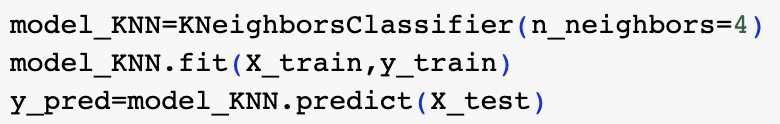 model_KNN=KNeighborsClassifier(n_neighbors=4)
model_KNN.fit(X_train,y_train)
y_pred=model_KNN.predict(X_test)